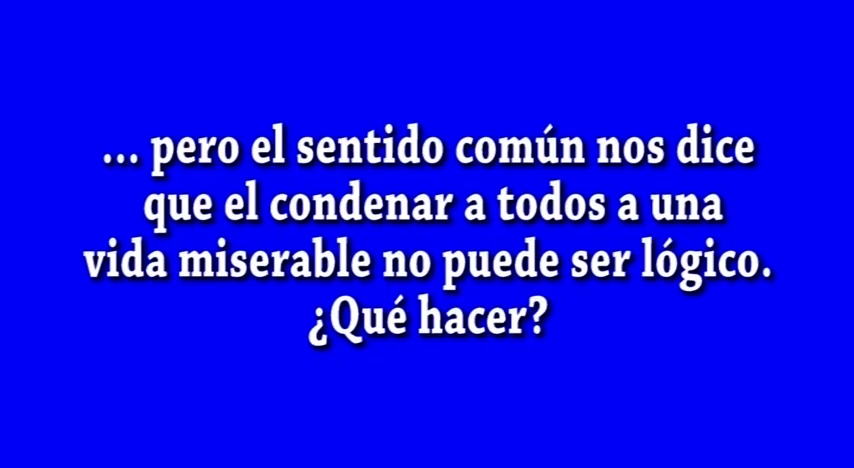 ... pero el sentido común nos dice
que el condenar a todos a una
vida miserable no puede ser lógico.
¿Qué hacer?